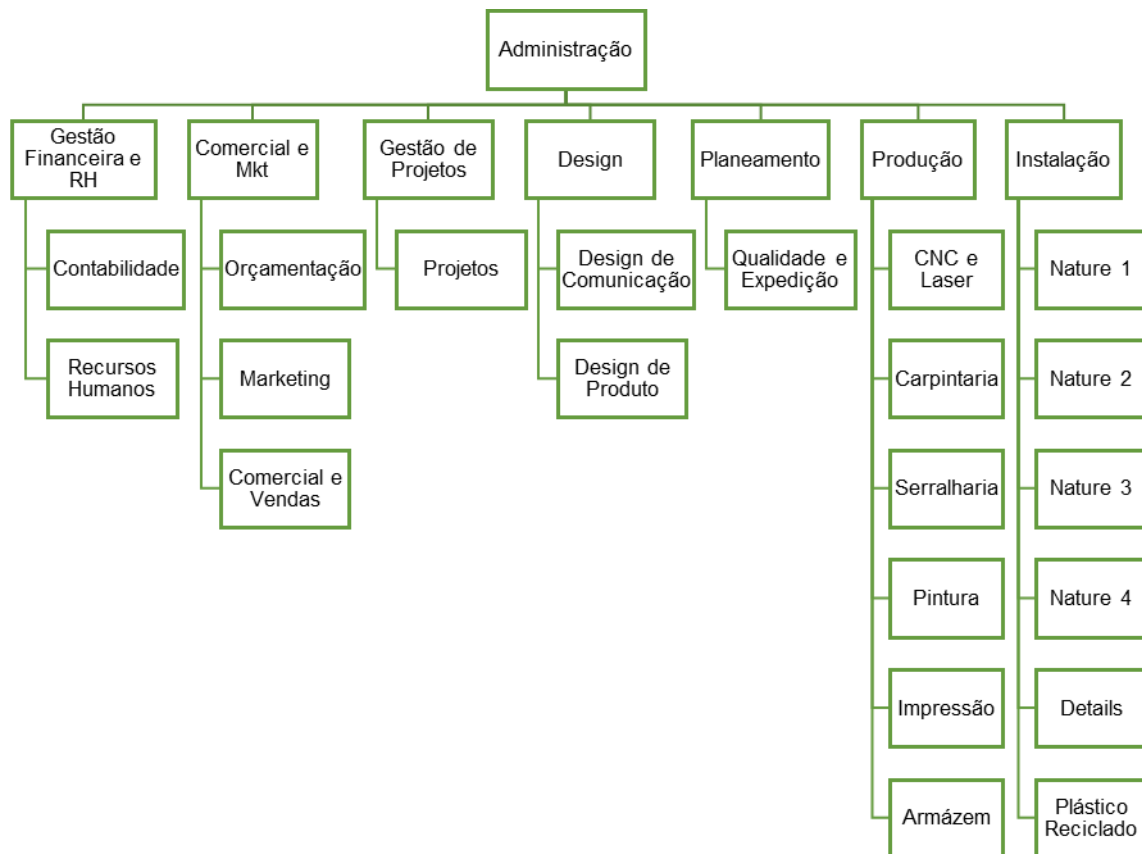 Administração
Gestão
Financeira e
RH
Comercial e
Mkt
Gestão de
Projetos
Design
Planeamento
Produção
Instalação
Contabilidade
Recursos
Humanos
Orçamentação
Marketing
Comercial e
Vendas
Projetos
Design de
Comunicação
Design de
Produto
Qualidade e
Expedição
CNC e
Laser
Carpintaria
Serralharia
Pintura
Impressão
Armázem
Nature 1
Nature 2
Nature 3
Nature 4
Details
Plástico
Reciclado